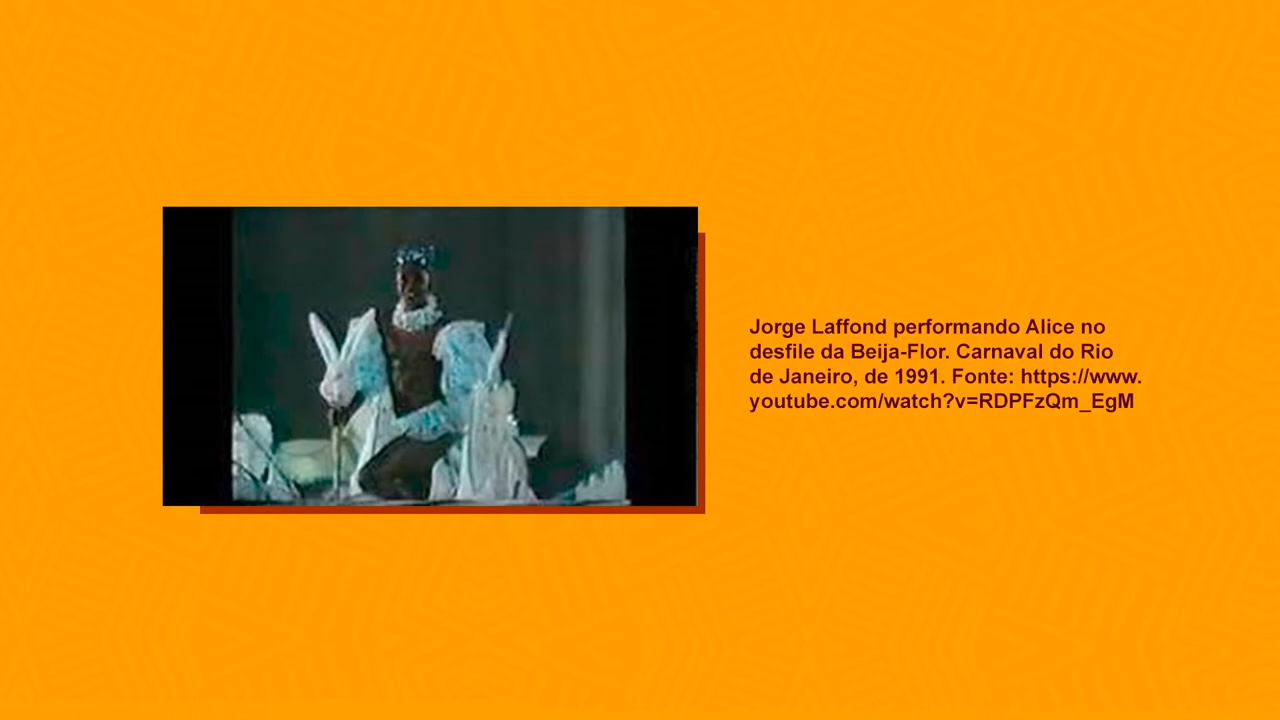 Jorge Laffond performando Alice no
desfile da Beija-Flor. Carnaval do Rio
de Janeiro, de 1991. Fonte: https://www.
youtube.com/watch?v=RDPFzQm_EgM